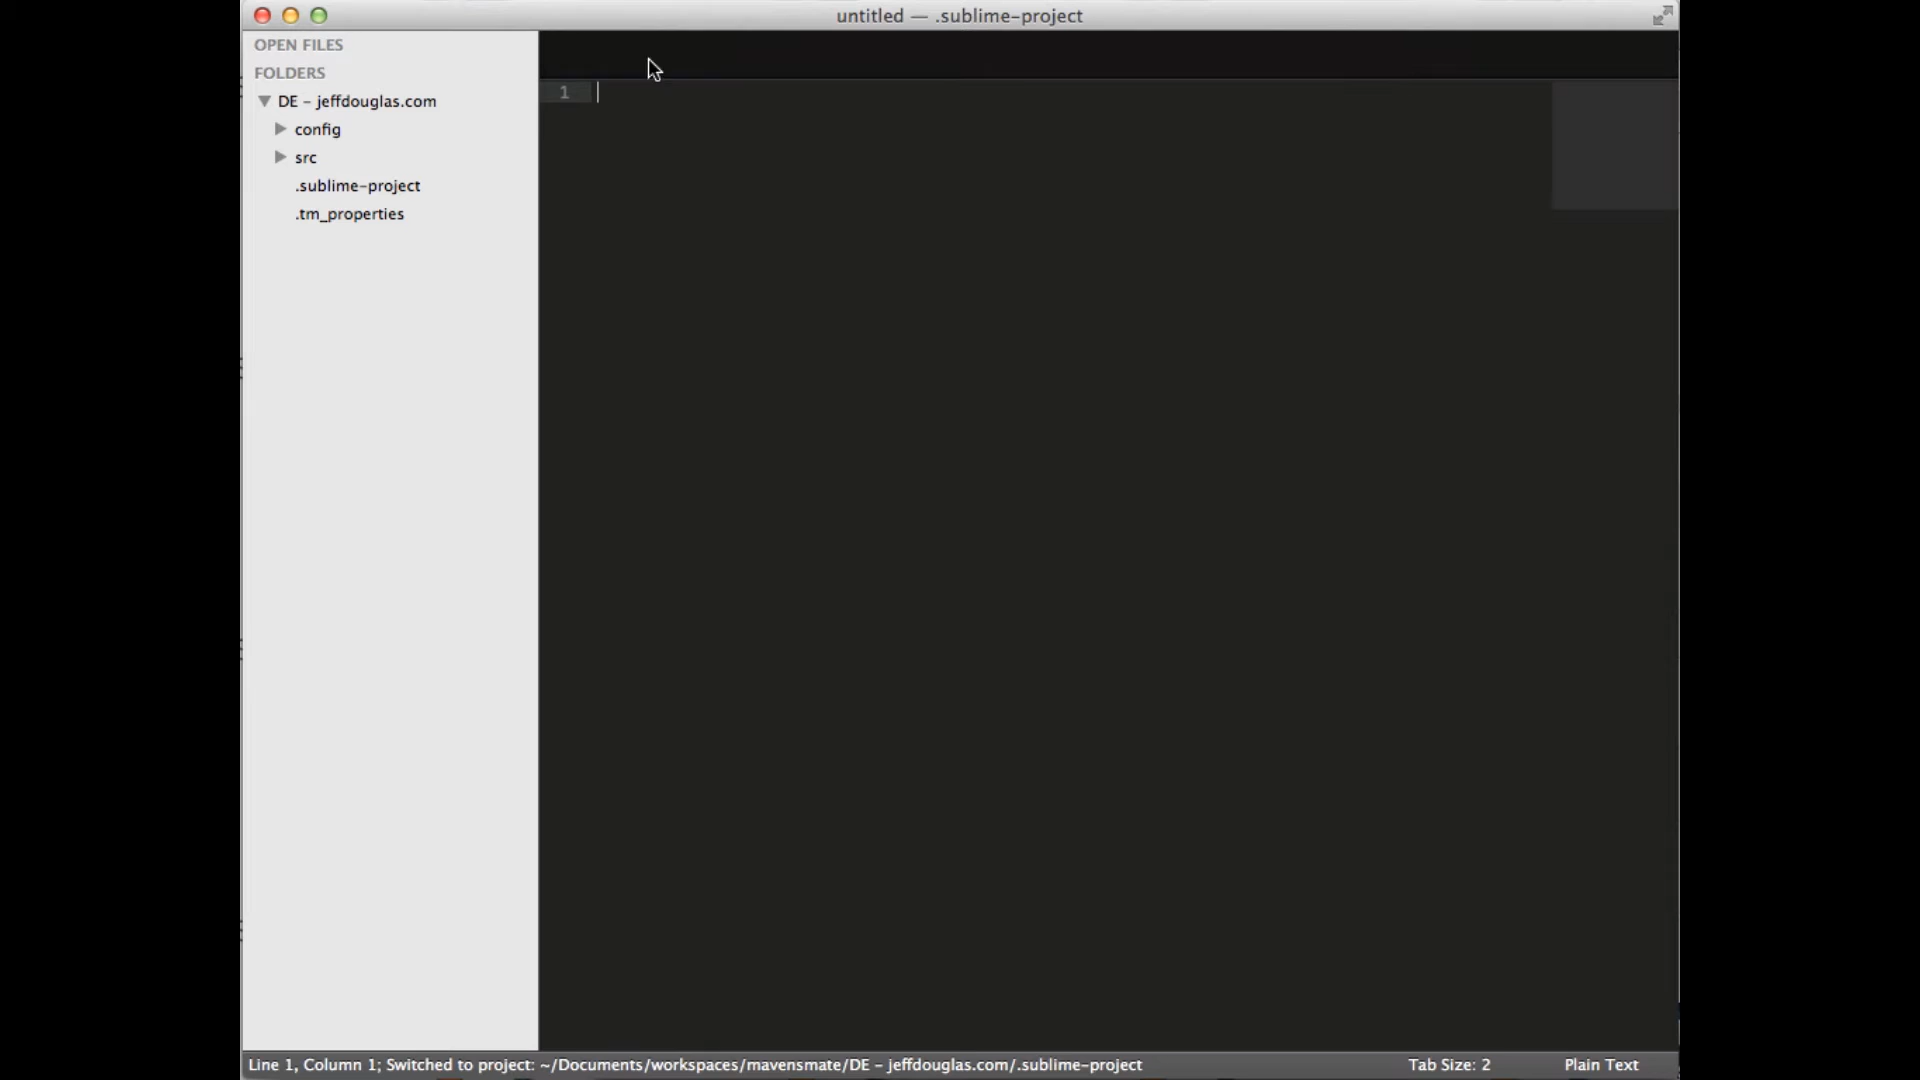 untitled — .sublime-project
OPEN FILES
FOLDERS
DE - jeffdouglas.com
config
src
.sublime-project
.tm_properties
1
Line 1, Column 1; Switched to project: ~/Documents/workspaces/mavensmate/DE - jeffdouglas.com/.sublime-project
Tab Size: 2
Plain Text